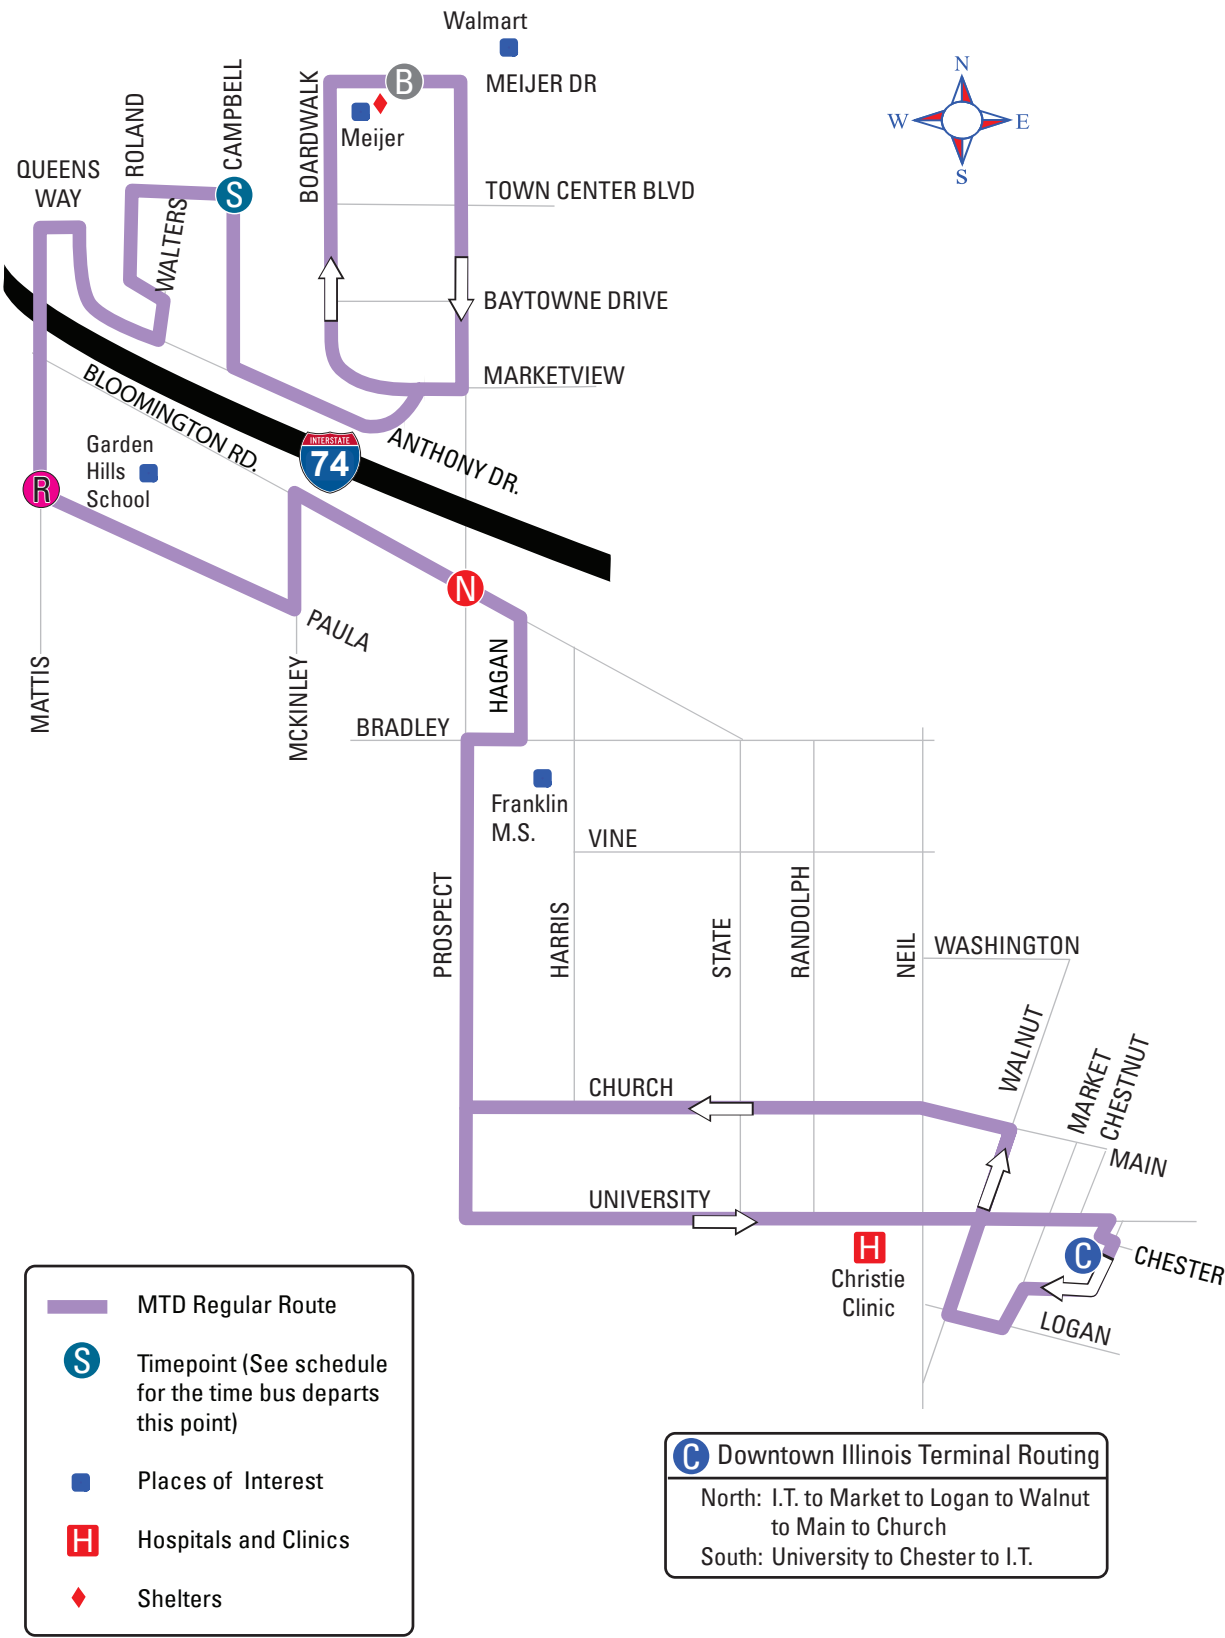 Walmart
N
W
E
S
QUEENS
WAY
ROLAND
CAMPBELL
BOARDWALK
B
MEIJER DR
Meijer
S
WALTERS
TOWN CENTER BLVD
BAYTOWNE DRIVE
MARKETVIEW
BLOOMINGTON RD.
INTERSTATE
74
ANTHONY DR.
Garden
Hills
School
R
N
PAULA
MATTIS
MCKINLEY
HAGAN
BRADLEY
Franklin
M.S.
VINE
PROSPECT
HARRIS
STATE
RANDOLPH
NEIL
WASHINGTON
WALNUT
MARKET
CHESTNUT
CHURCH
MAIN
UNIVERSITY
H
Christie
Clinic
C
CHESTER
LOGAN
MTD Regular Route
S
Timepoint (See schedule
for the time bus departs
this point)
Places of Interest
H
Hospitals and Clinics
Shelters
C Downtown Illinois Terminal Routing
North: I.T. to Market to Logan to Walnut
to Main to Church
South: University to Chester to I.T.